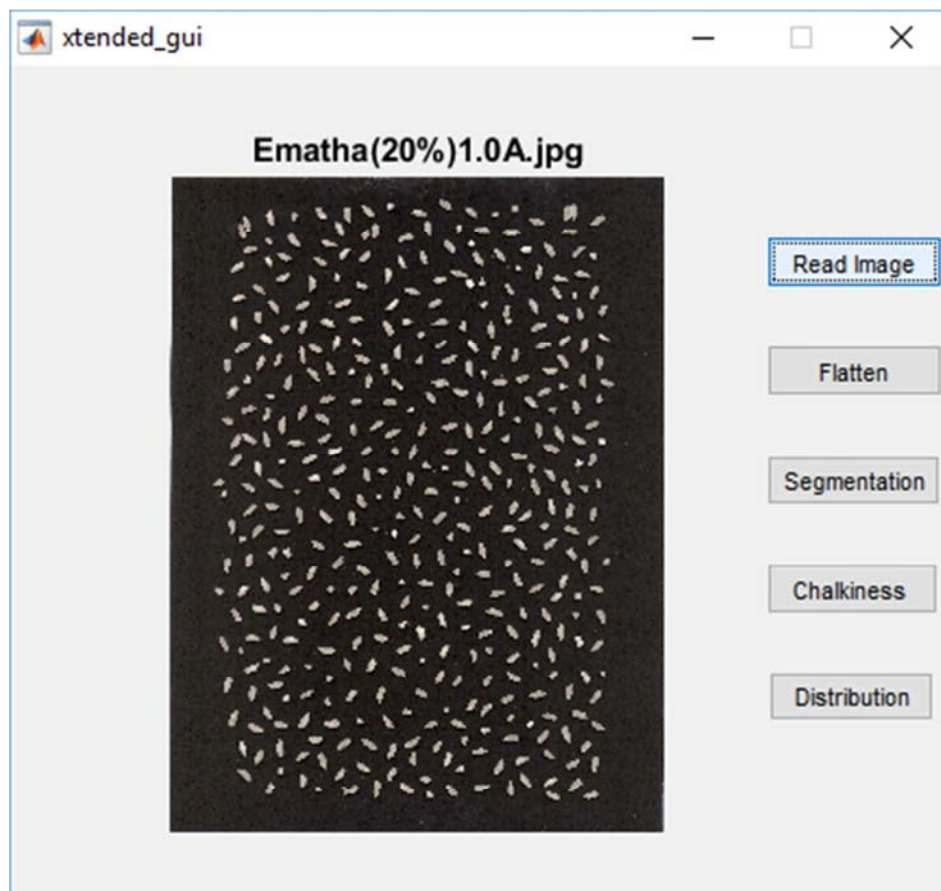 xtended_gui
Ematha(20%)1.0A.jpg
Read Image
Flatten
Segmentation
Chalkiness
Distribution